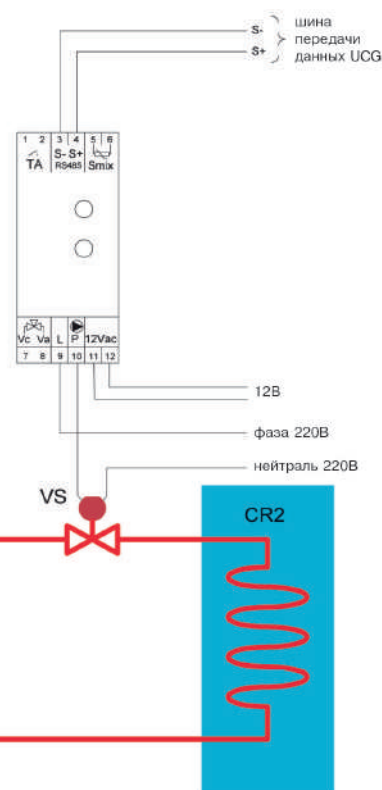 S-
шина
передачи
S+
данных UCG
1 2 3 4 5 6
S- S+
TA RS485 Smix
Vc Va L P 12Vac
7 8 9 10 11 12
12В
фаза 220В
нейтраль 220В
VS
CR2